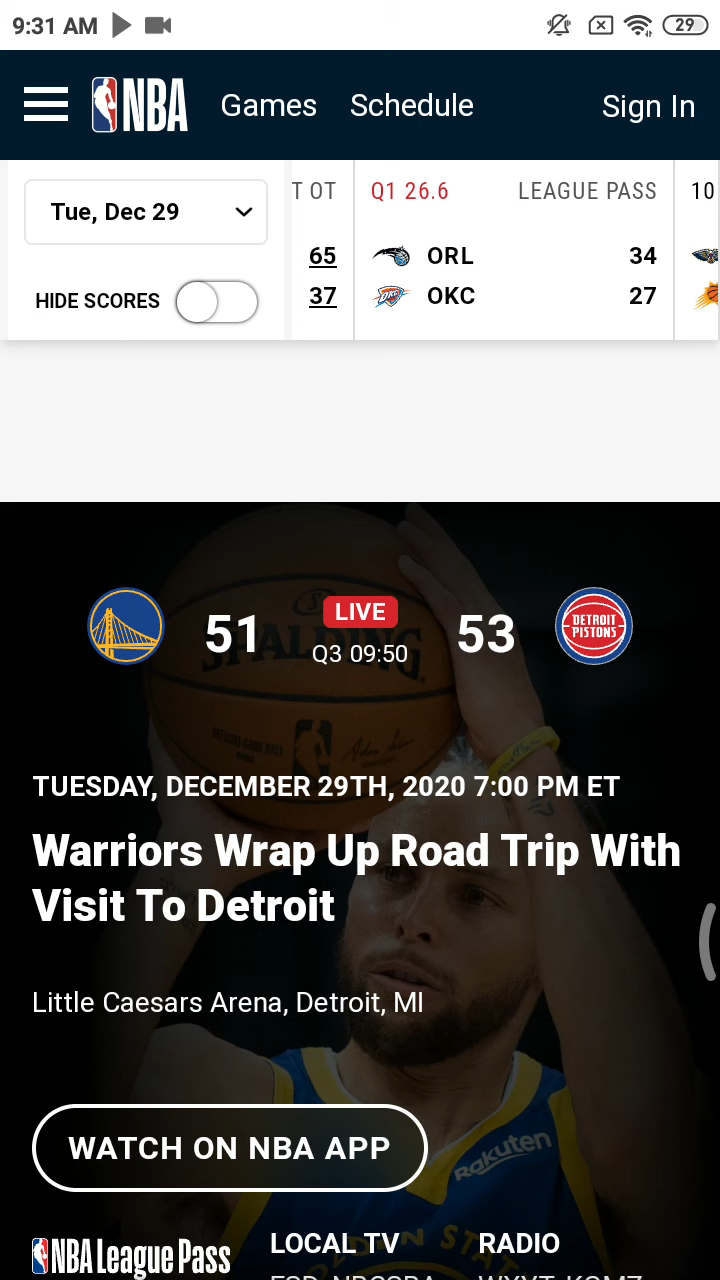 9:31 AM
29
NBA Games Schedule Sign In
Tue, Dec 29
T OT
Q1 26.6 LEAGUE PASS
10
65
ORL 34
HIDE SCORES
37
OKC 27
51 LIVE 53
Q3 09:50
DETROIT
PISTONS
SPALDING
TUESDAY, DECEMBER 29TH, 2020 7:00 PM ET
Warriors Wrap Up Road Trip With
Visit To Detroit
Little Caesars Arena, Detroit, MI
WATCH ON NBA APP
Rakuten
NBA League Pass
LOCAL TV
RADIO